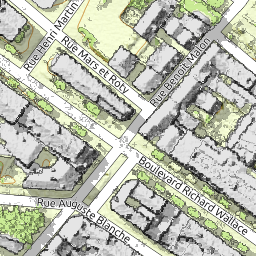 Rue Henri Martin
Rue Mars et Roty
Rue Benoît Malon
Boulevard Richard Wallace
Rue Auguste Blanche